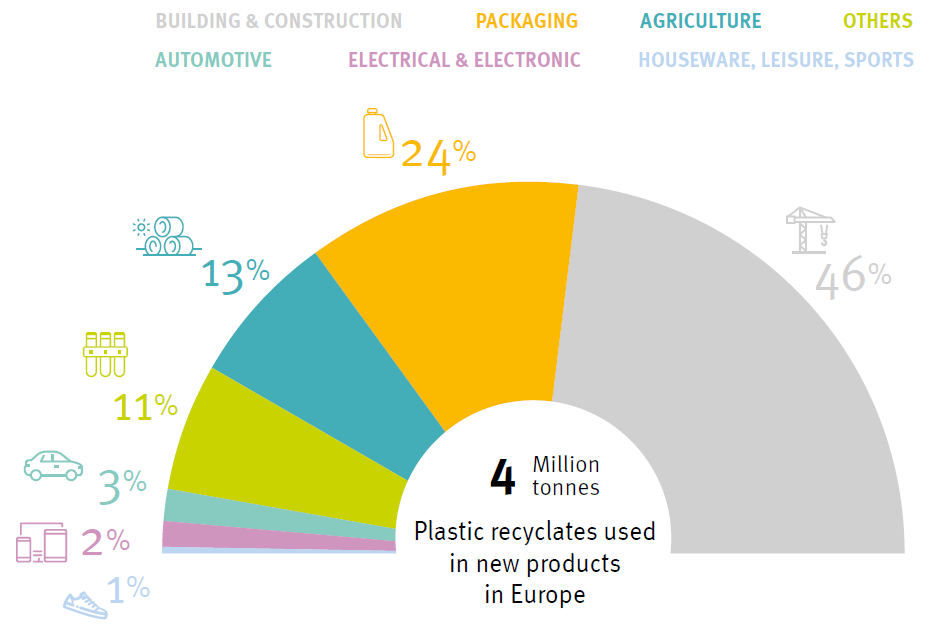 BUILDING & CONSTRUCTION PACKAGING AGRICULTURE OTHERS
AUTOMOTIVE ELECTRICAL & ELECTRONIC HOUSEWARE, LEISURE, SPORTS
24%
13%
46%
11%
3%
2%
1%
4 Million
tonnes
Plastic recyclates used
in new products
in Europe